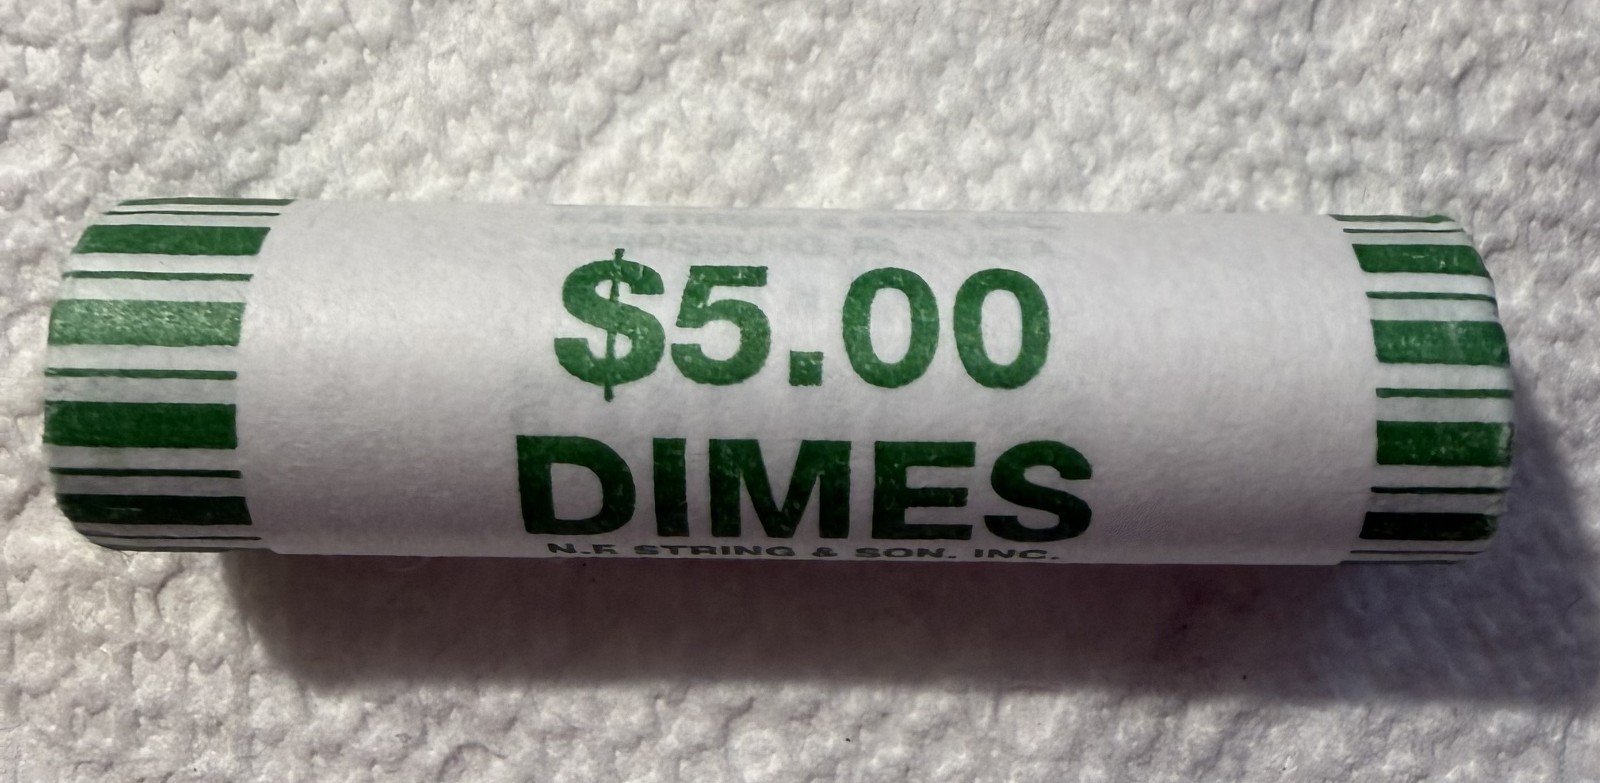 $5.00
DIMES
N.F. STRING & SON, INC.